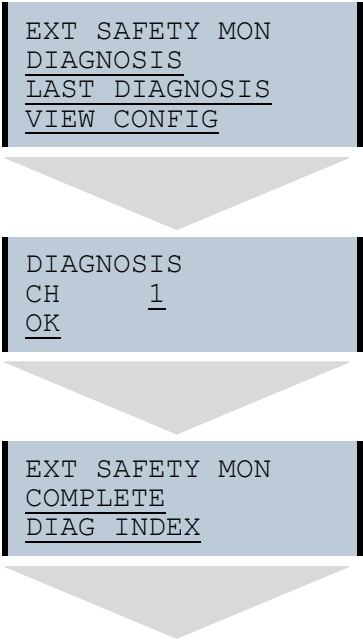 EXT SAFETY MON
DIAGNOSIS
LAST DIAGNOSIS
VIEW CONFIG
DIAGNOSIS
CH 1
OK
EXT SAFETY MON
COMPLETE
DIAG INDEX